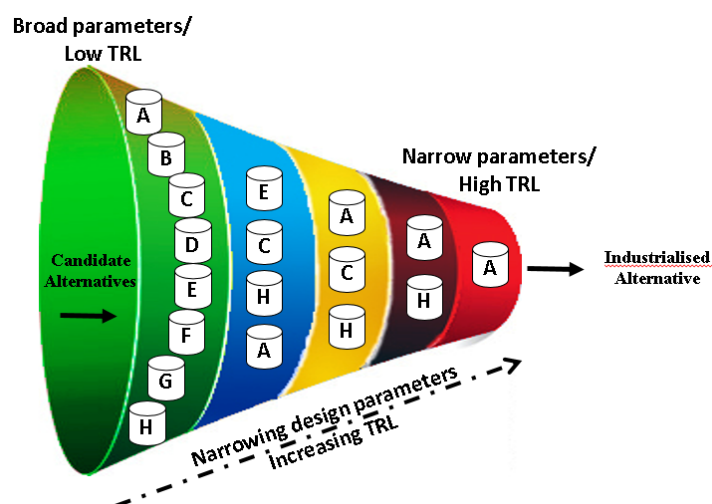 Broad parameters/
Low TRL
A
B
C
D
E
F
G
H
Candidate
Alternatives
E
C
H
A
A
C
H
A
H
A
Narrow parameters/
High TRL
Industrialised
Alternative
Narrowing design parameters
Increasing TRL